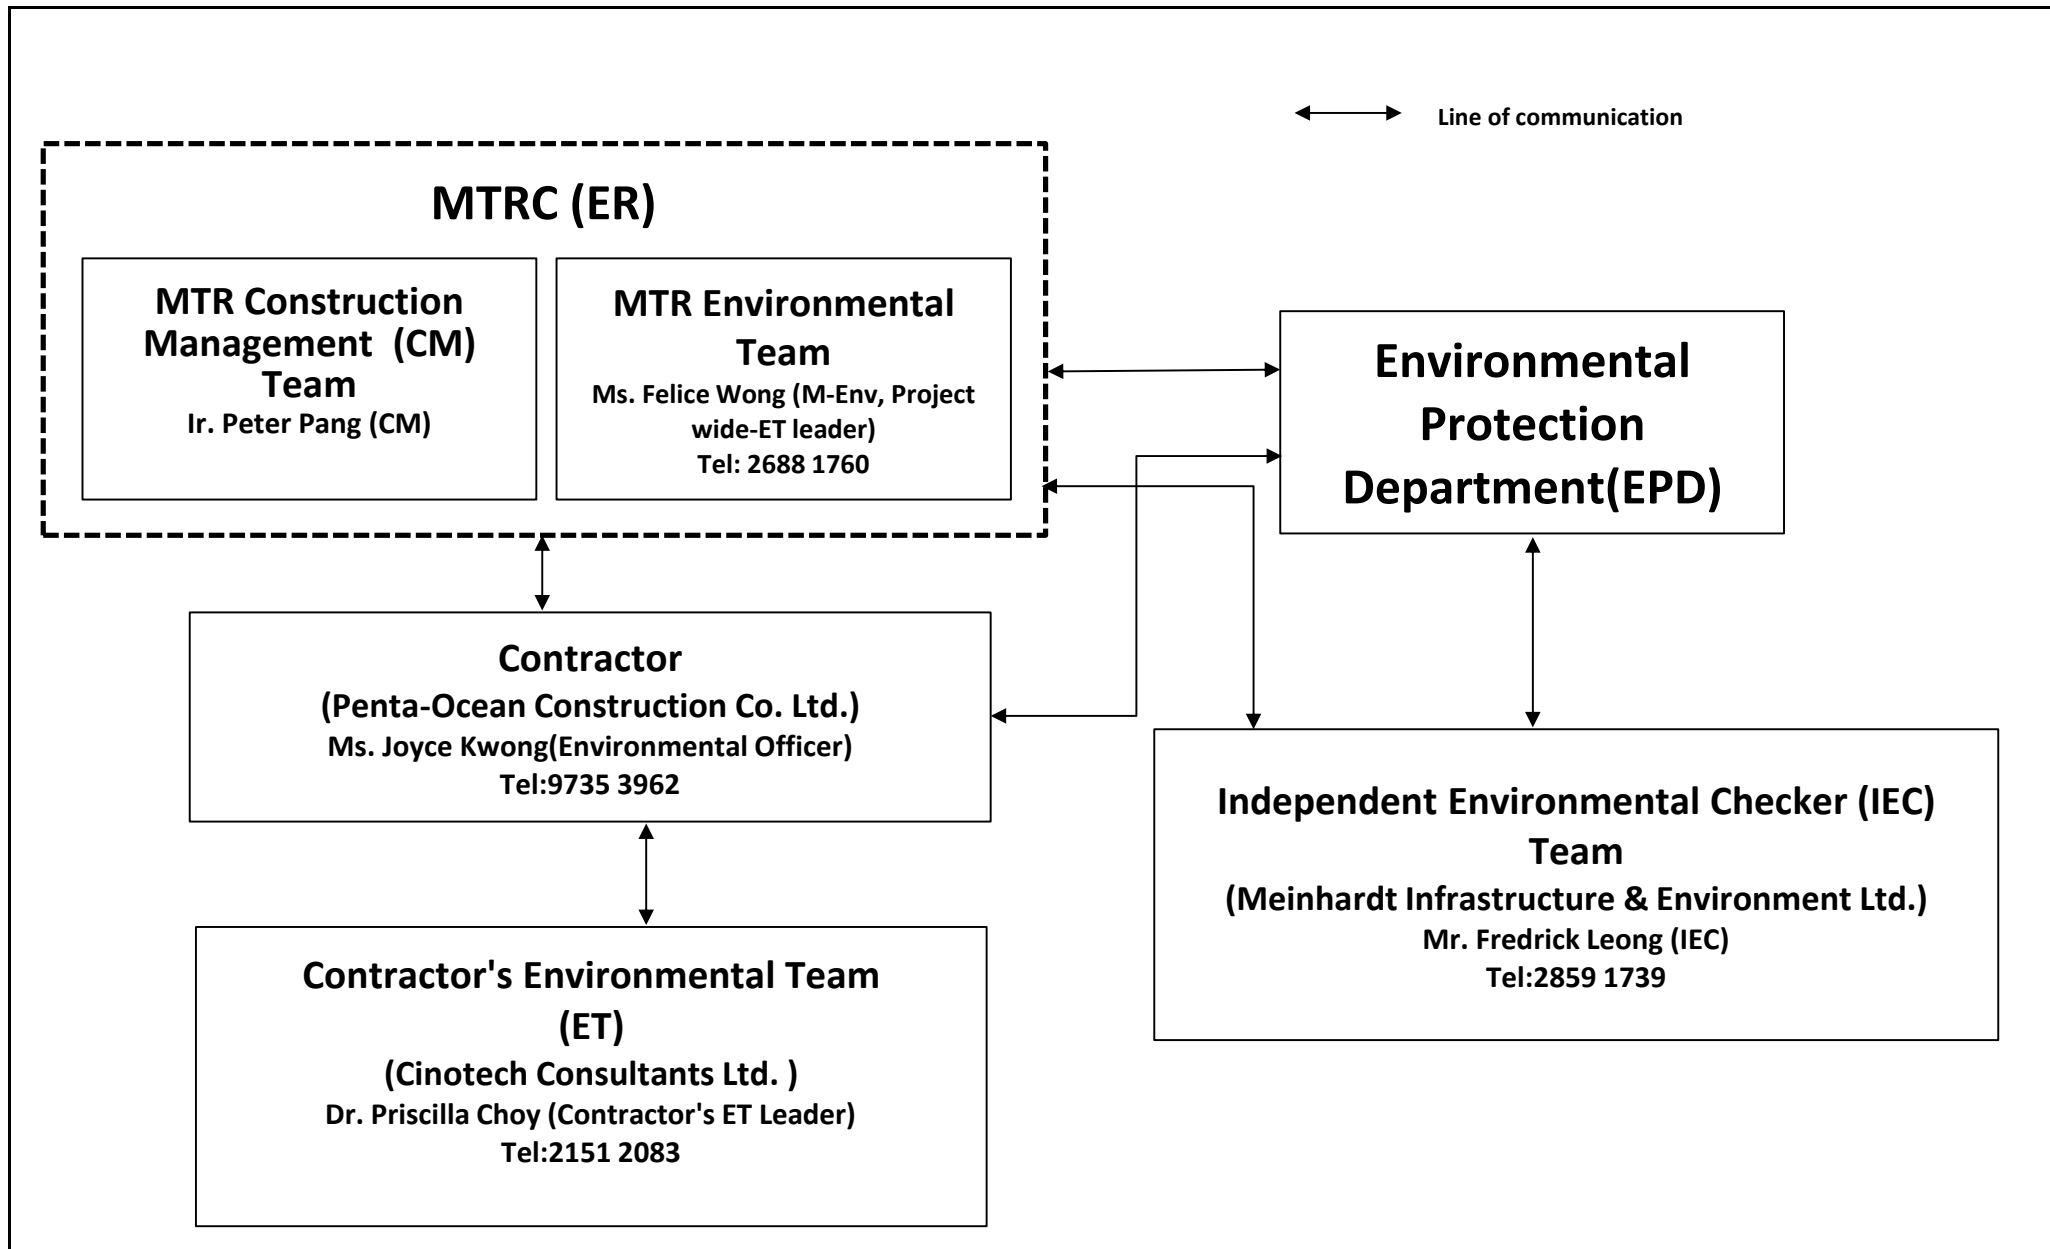 Line of communication
MTRC (ER)
MTR Construction
Management (CM)
Team
Ir. Peter Pang (CM)
MTR Environmental
Team
Ms. Felice Wong (M-Env, Project
wide-ET leader)
Tel: 2688 1760
Environmental
Protection
Department(EPD)
Contractor
(Penta-Ocean Construction Co. Ltd.)
Ms. Joyce Kwong(Environmental Officer)
Tel:9735 3962
Independent Environmental Checker (IEC)
Team
(Meinhardt Infrastructure & Environment Ltd.)
Mr. Fredrick Leong (IEC)
Tel:2859 1739
Contractor's Environmental Team
(ET)
(Cinotech Consultants Ltd. )
Dr. Priscilla Choy (Contractor's ET Leader)
Tel:2151 2083